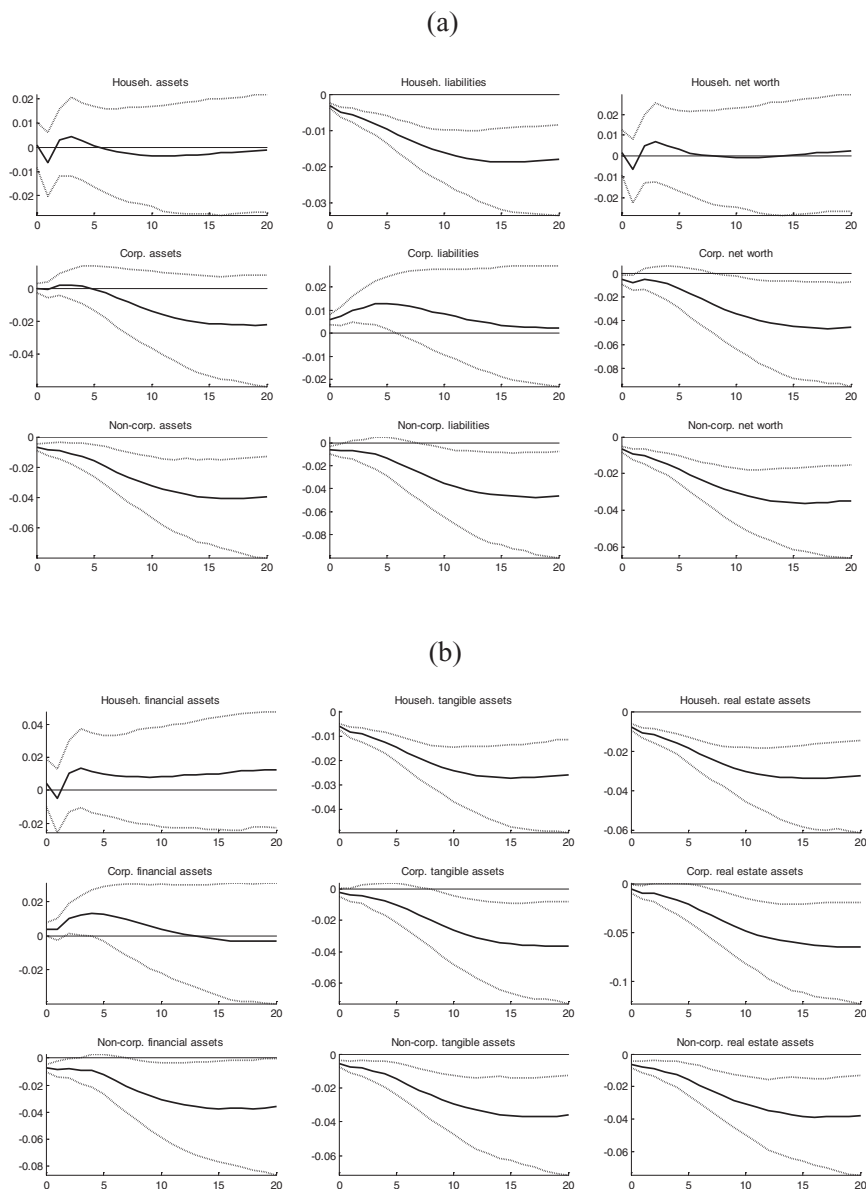 (a)
Househ. assets
0.02
0.01
0
-0.01
-0.02
0 5 10 15 20
Househ. liabilities
0
-0.01
-0.02
-0.03
0 5 10 15 20
Househ. net worth
0.02
0.01
0
-0.01
-0.02
0 5 10 15 20
Corp. assets
0.02
0
-0.02
-0.04
0 5 10 15 20
Corp. liabilities
0.02
0.01
0
-0.01
-0.02
0 5 10 15 20
Corp. net worth
0
-0.02
-0.04
-0.06
-0.08
0 5 10 15 20
Non-corp. assets
0
-0.02
-0.04
-0.06
0 5 10 15 20
Non-corp. liabilities
0
-0.02
-0.04
-0.06
-0.08
0 5 10 15 20
Non-corp. net worth
0
-0.02
-0.04
-0.06
0 5 10 15 20
(b)
Househ. financial assets
0.04
0.02
0
-0.02
0 5 10 15 20
Househ. tangible assets
0
-0.01
-0.02
-0.03
-0.04
0 5 10 15 20
Househ. real estate assets
0
-0.02
-0.04
-0.06
0 5 10 15 20
Corp. financial assets
0.02
0
-0.02
0 5 10 15 20
Corp. tangible assets
0
-0.02
-0.04
-0.06
0 5 10 15 20
Corp. real estate assets
0
-0.05
-0.1
0 5 10 15 20
Non-corp. financial assets
0
-0.02
-0.04
-0.06
-0.08
0 5 10 15 20
Non-corp. tangible assets
0
-0.02
-0.04
-0.06
0 5 10 15 20
Non-corp. real estate assets
0
-0.02
-0.04
-0.06
0 5 10 15 20